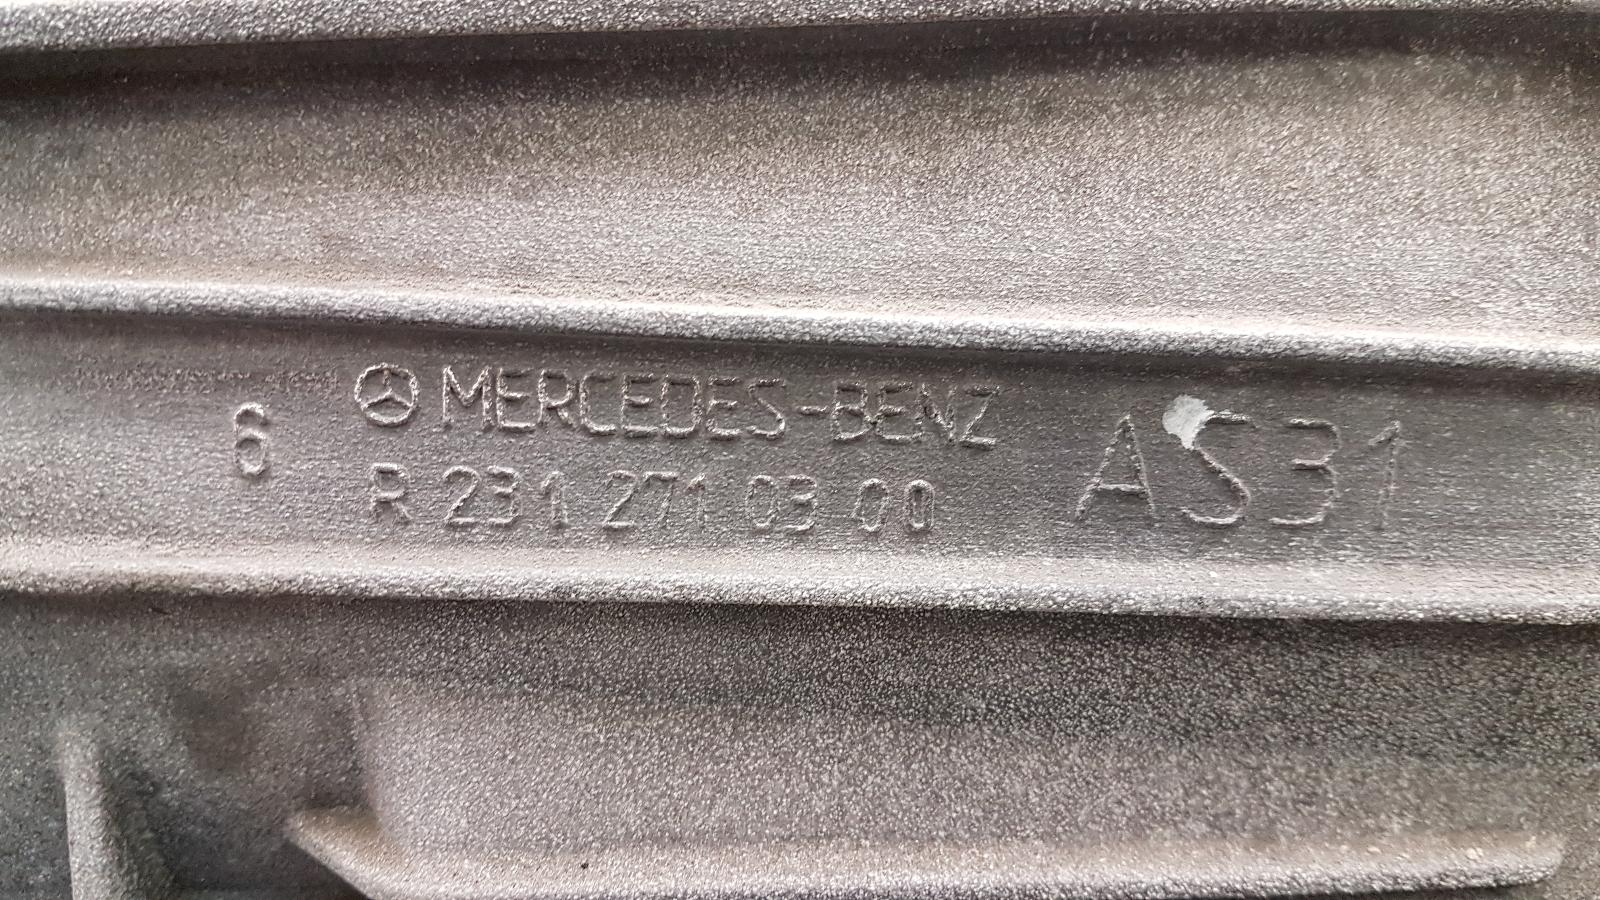 6
MERCEDES-BENZ
R 231 271 03 00
AS31